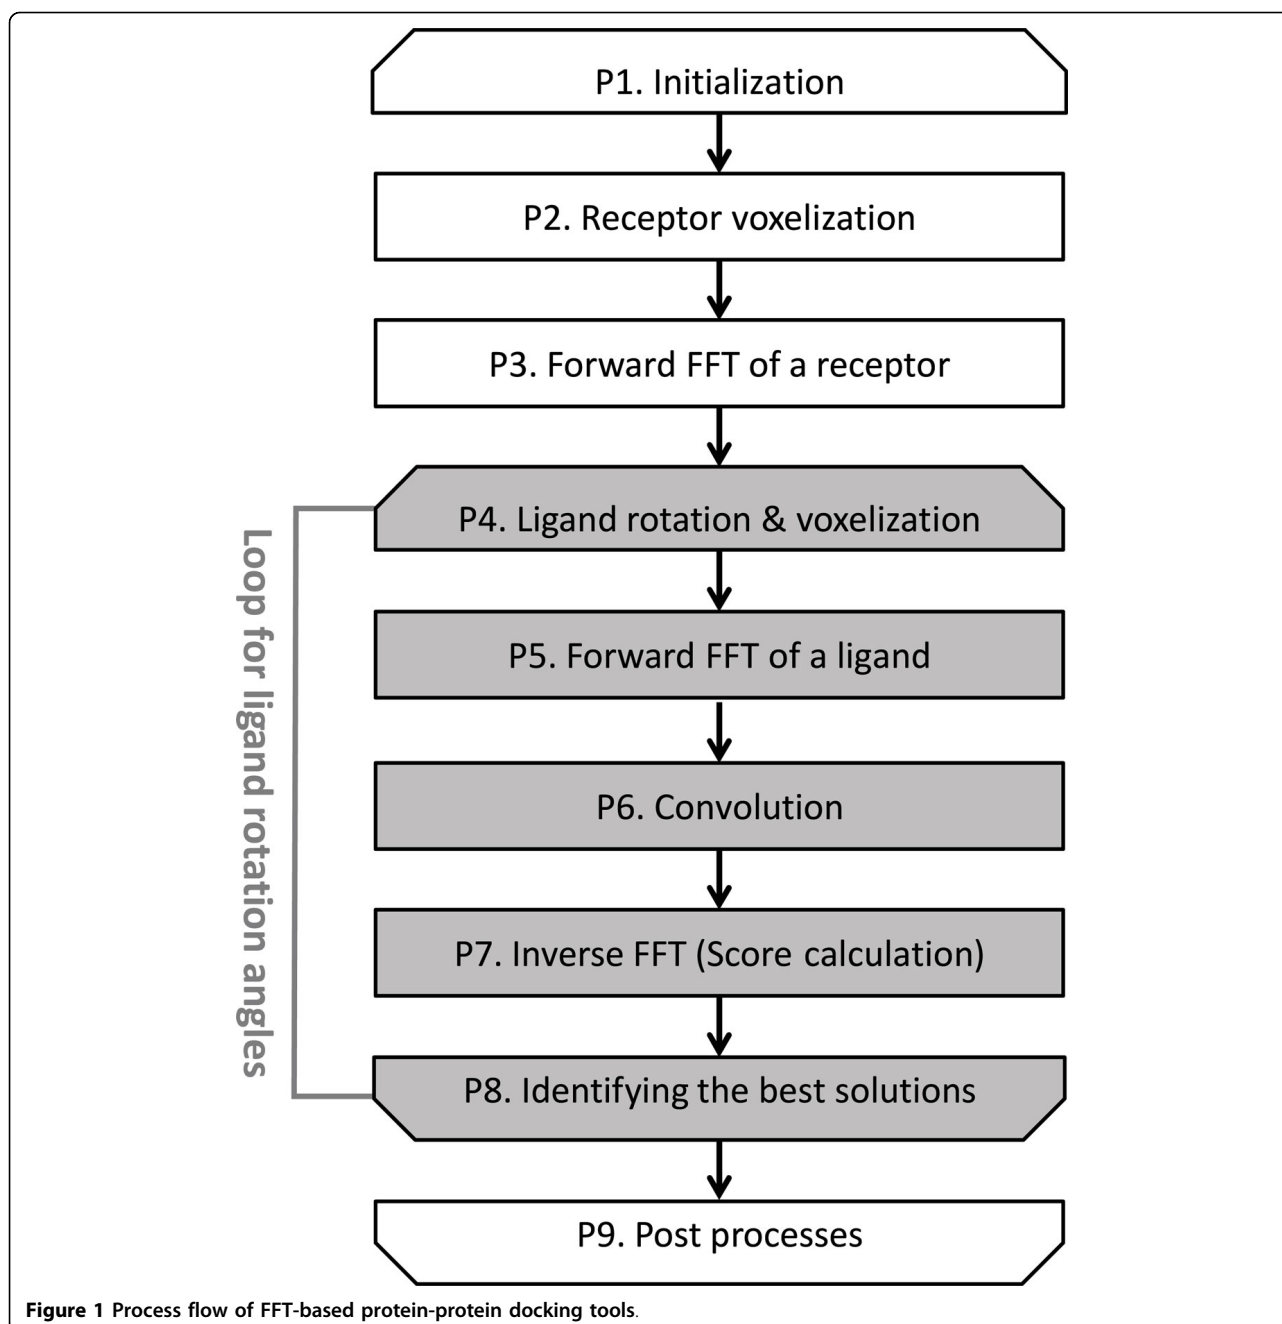 P1. Initialization
P2. Receptor voxelization
P3. Forward FFT of a receptor
P4. Ligand rotation & voxelization
P5. Forward FFT of a ligand
P6. Convolution
P7. Inverse FFT (Score calculation)
P8. Identifying the best solutions
Loop for ligand rotation angles
P9. Post processes
Figure 1 Process flow of FFT-based protein-protein docking tools.